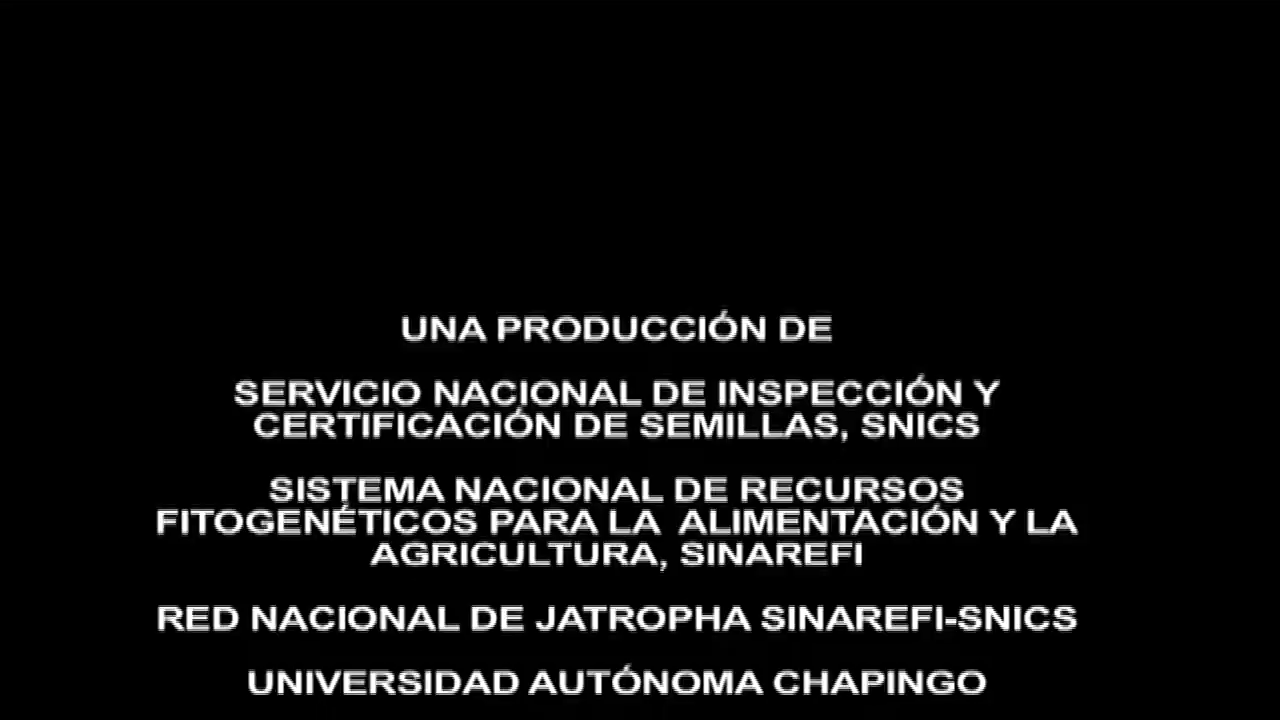 UNA PRODUCCIÓN DE
SERVICIO NACIONAL DE INSPECCIÓN Y
CERTIFICACIÓN DE SEMILLAS, SNICS
SISTEMA NACIONAL DE RECURSOS
FITOGENÉTICOS PARA LA ALIMENTACIÓN Y LA
AGRICULTURA, SINAREFI
RED NACIONAL DE JATROPHA SINAREFI-SNICS
UNIVERSIDAD AUTÓNOMA CHAPINGO